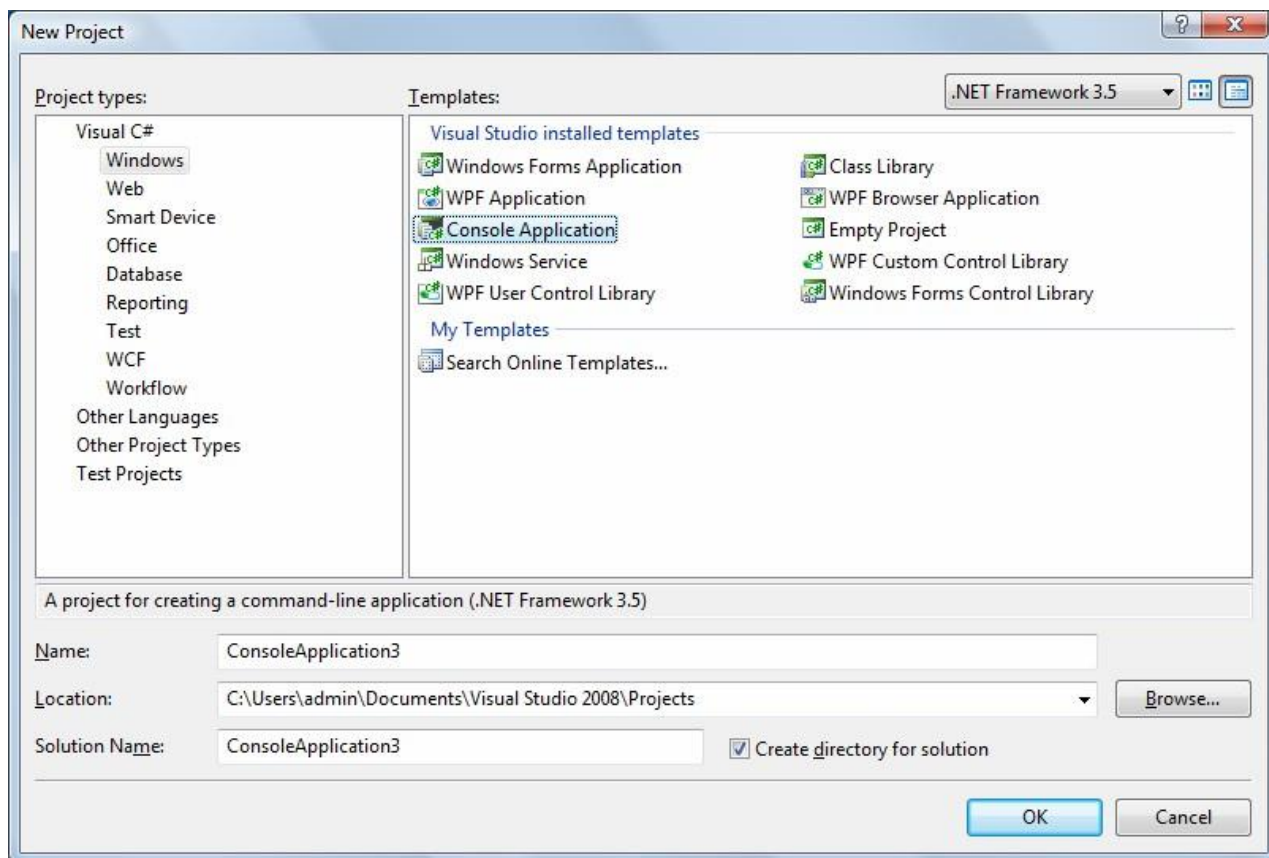 New Project
Project types:
Templates:
.NET Framework 3.5
Visual C#
Windows
Web
Smart Device
Office
Database
Reporting
Test
WCF
Workflow
Other Languages
Other Project Types
Test Projects
Visual Studio installed templates
Windows Forms Application
Class Library
WPF Application
WPF Browser Application
Console Application
Empty Project
Windows Service
WPF Custom Control Library
WPF User Control Library
Windows Forms Control Library
My Templates
Search Online Templates...
A project for creating a command-line application (.NET Framework 3.5)
Name:
ConsoleApplication3
Location:
C:\Users\admin\Documents\Visual Studio 2008\Projects
Browse...
Solution Name:
ConsoleApplication3
Create directory for solution
OK
Cancel